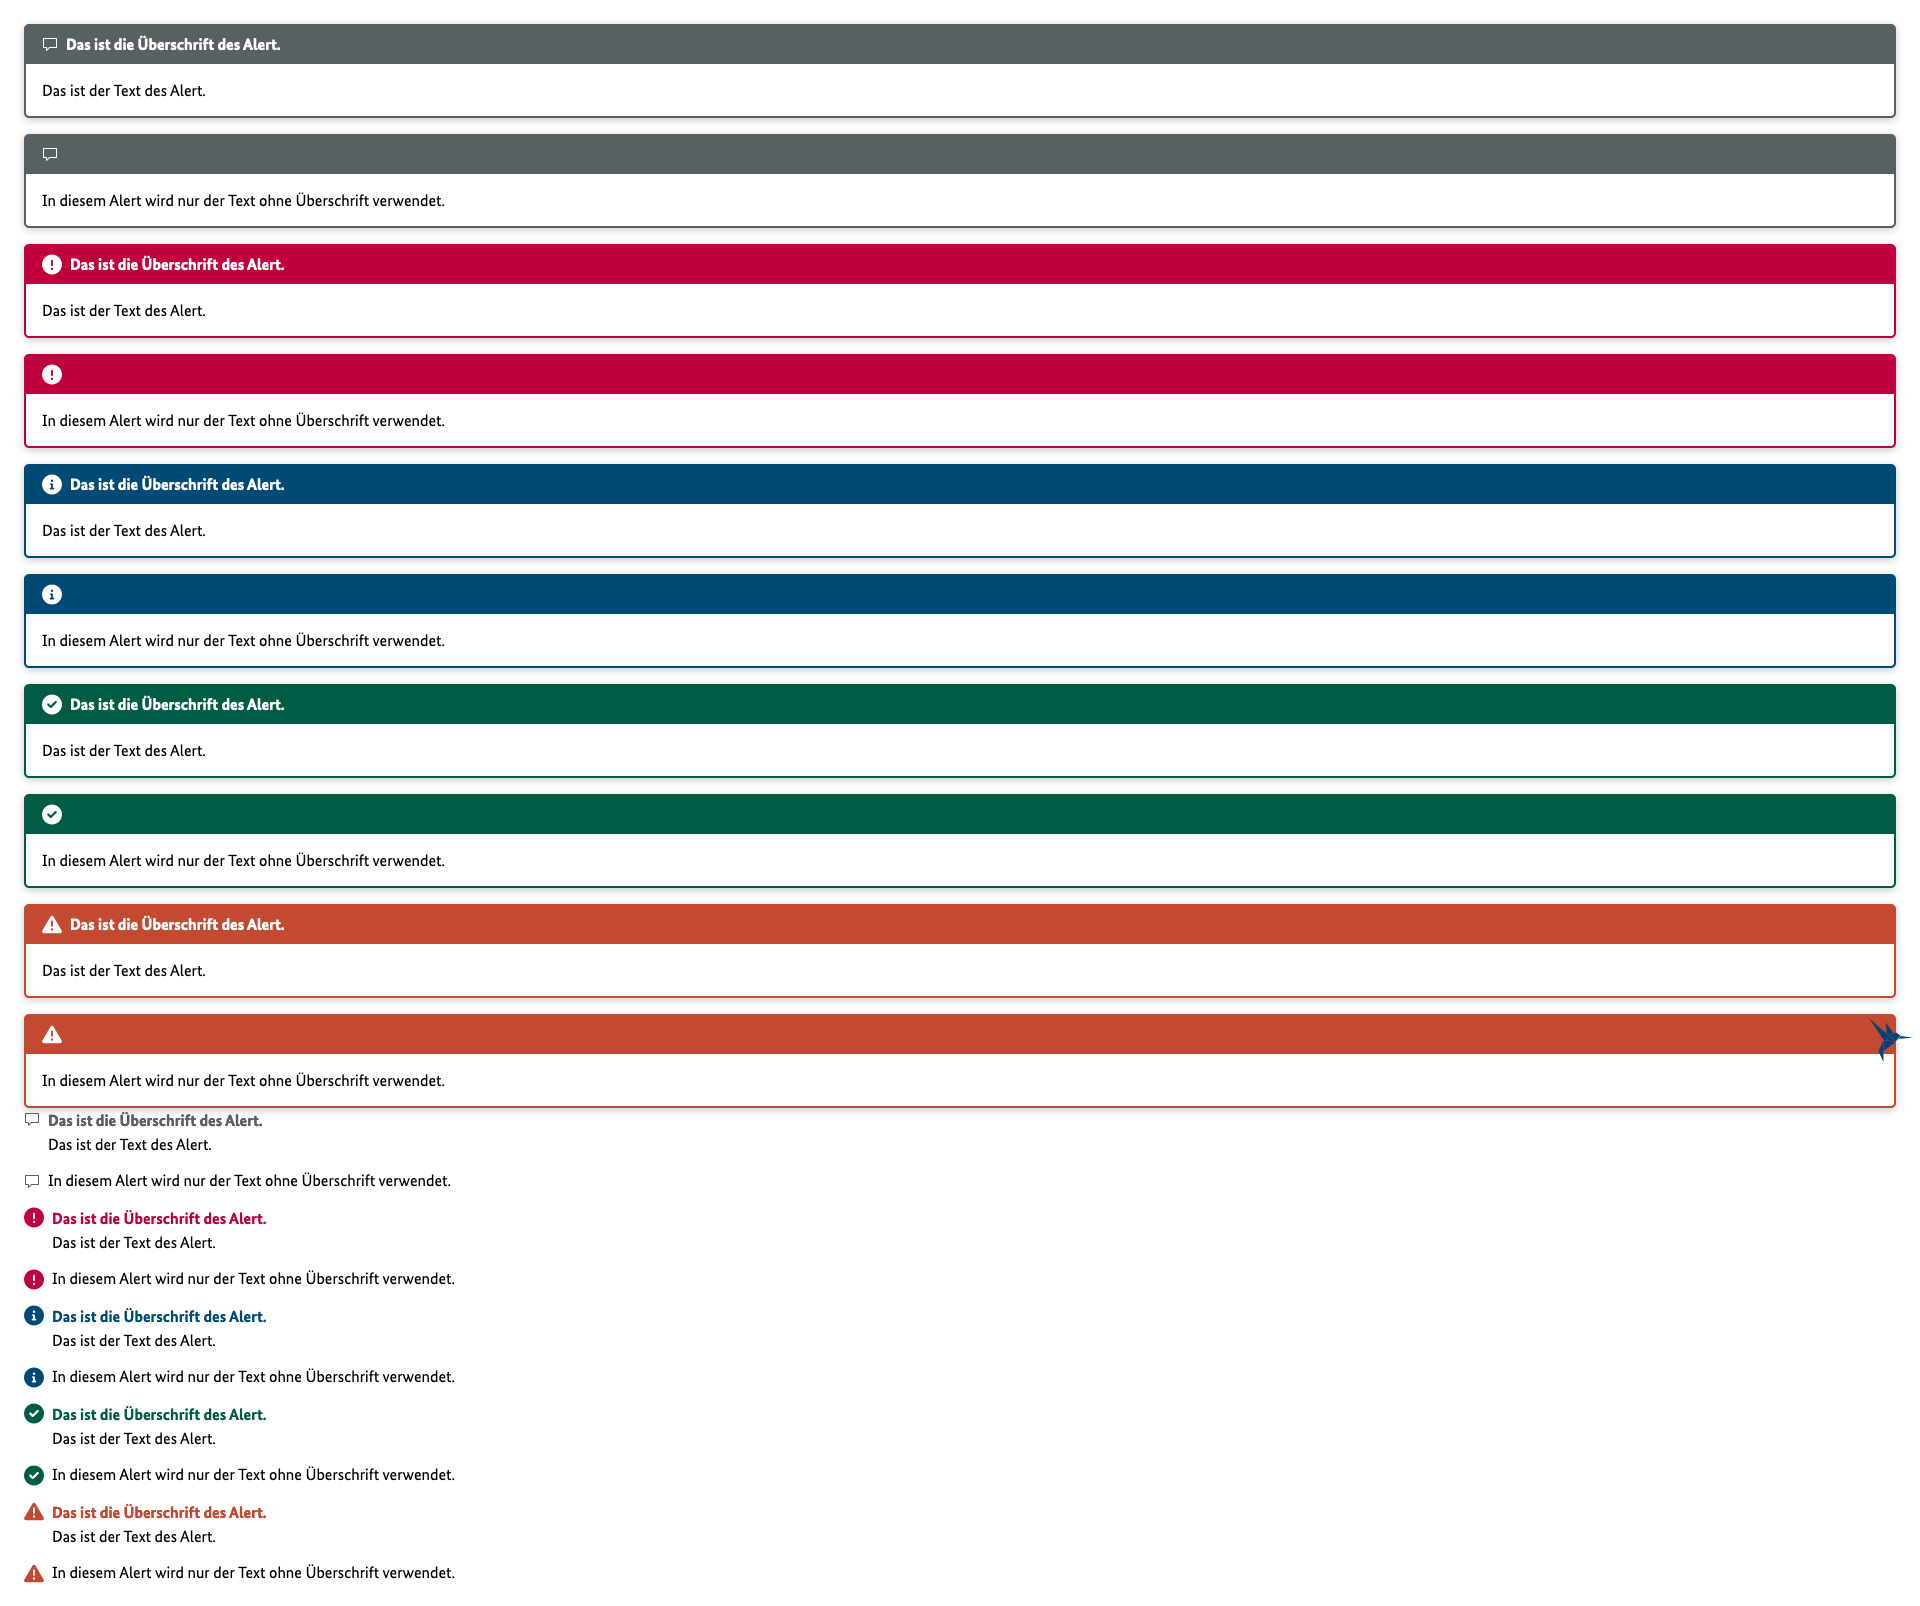 Das ist die Überschrift des Alert.
Das ist der Text des Alert.
In diesem Alert wird nur der Text ohne Überschrift verwendet.
Das ist die Überschrift des Alert.
Das ist der Text des Alert.
In diesem Alert wird nur der Text ohne Überschrift verwendet.
Das ist die Überschrift des Alert.
Das ist der Text des Alert.
In diesem Alert wird nur der Text ohne Überschrift verwendet.
Das ist die Überschrift des Alert.
Das ist der Text des Alert.
In diesem Alert wird nur der Text ohne Überschrift verwendet.
Das ist die Überschrift des Alert.
Das ist der Text des Alert.
In diesem Alert wird nur der Text ohne Überschrift verwendet.
Das ist die Überschrift des Alert.
Das ist der Text des Alert.
In diesem Alert wird nur der Text ohne Überschrift verwendet.
Das ist die Überschrift des Alert.
Das ist der Text des Alert.
In diesem Alert wird nur der Text ohne Überschrift verwendet.
Das ist die Überschrift des Alert.
Das ist der Text des Alert.
In diesem Alert wird nur der Text ohne Überschrift verwendet.
Das ist die Überschrift des Alert.
Das ist der Text des Alert.
In diesem Alert wird nur der Text ohne Überschrift verwendet.
Das ist die Überschrift des Alert.
Das ist der Text des Alert.
In diesem Alert wird nur der Text ohne Überschrift verwendet.